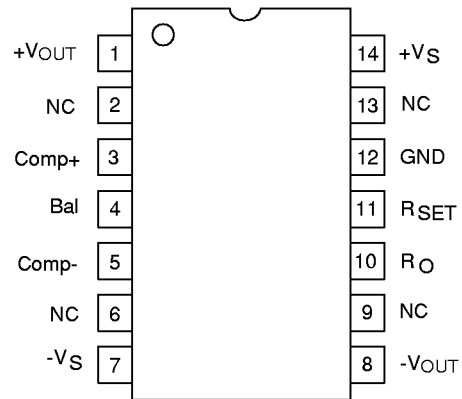 +VOUT 1 14 +VS
NC 2 13 NC
Comp+ 3 12 GND
Bal 4 11 RSET
Comp- 5 10 RO
NC 6 9 NC
-VS 7 8 -VOUT